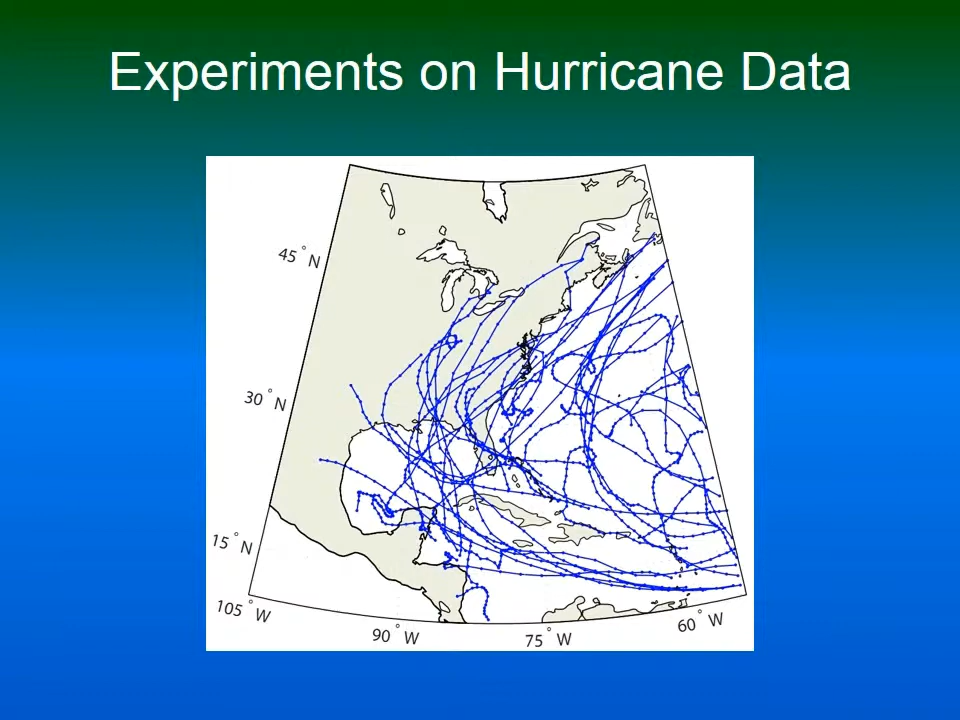 Experiments on Hurricane Data
45 ° N
30 ° N
15 ° N
105 ° W
90 ° W
75 ° W
60 ° W